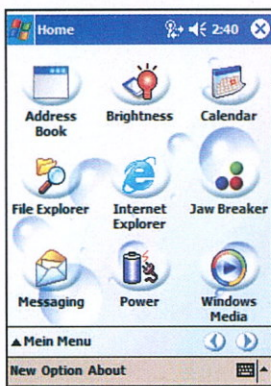 Home 2:40
Address Book Brightness Calendar
File Explorer Internet Explorer Jaw Breaker
Messaging Power Windows Media
Mein Menu
New Option About